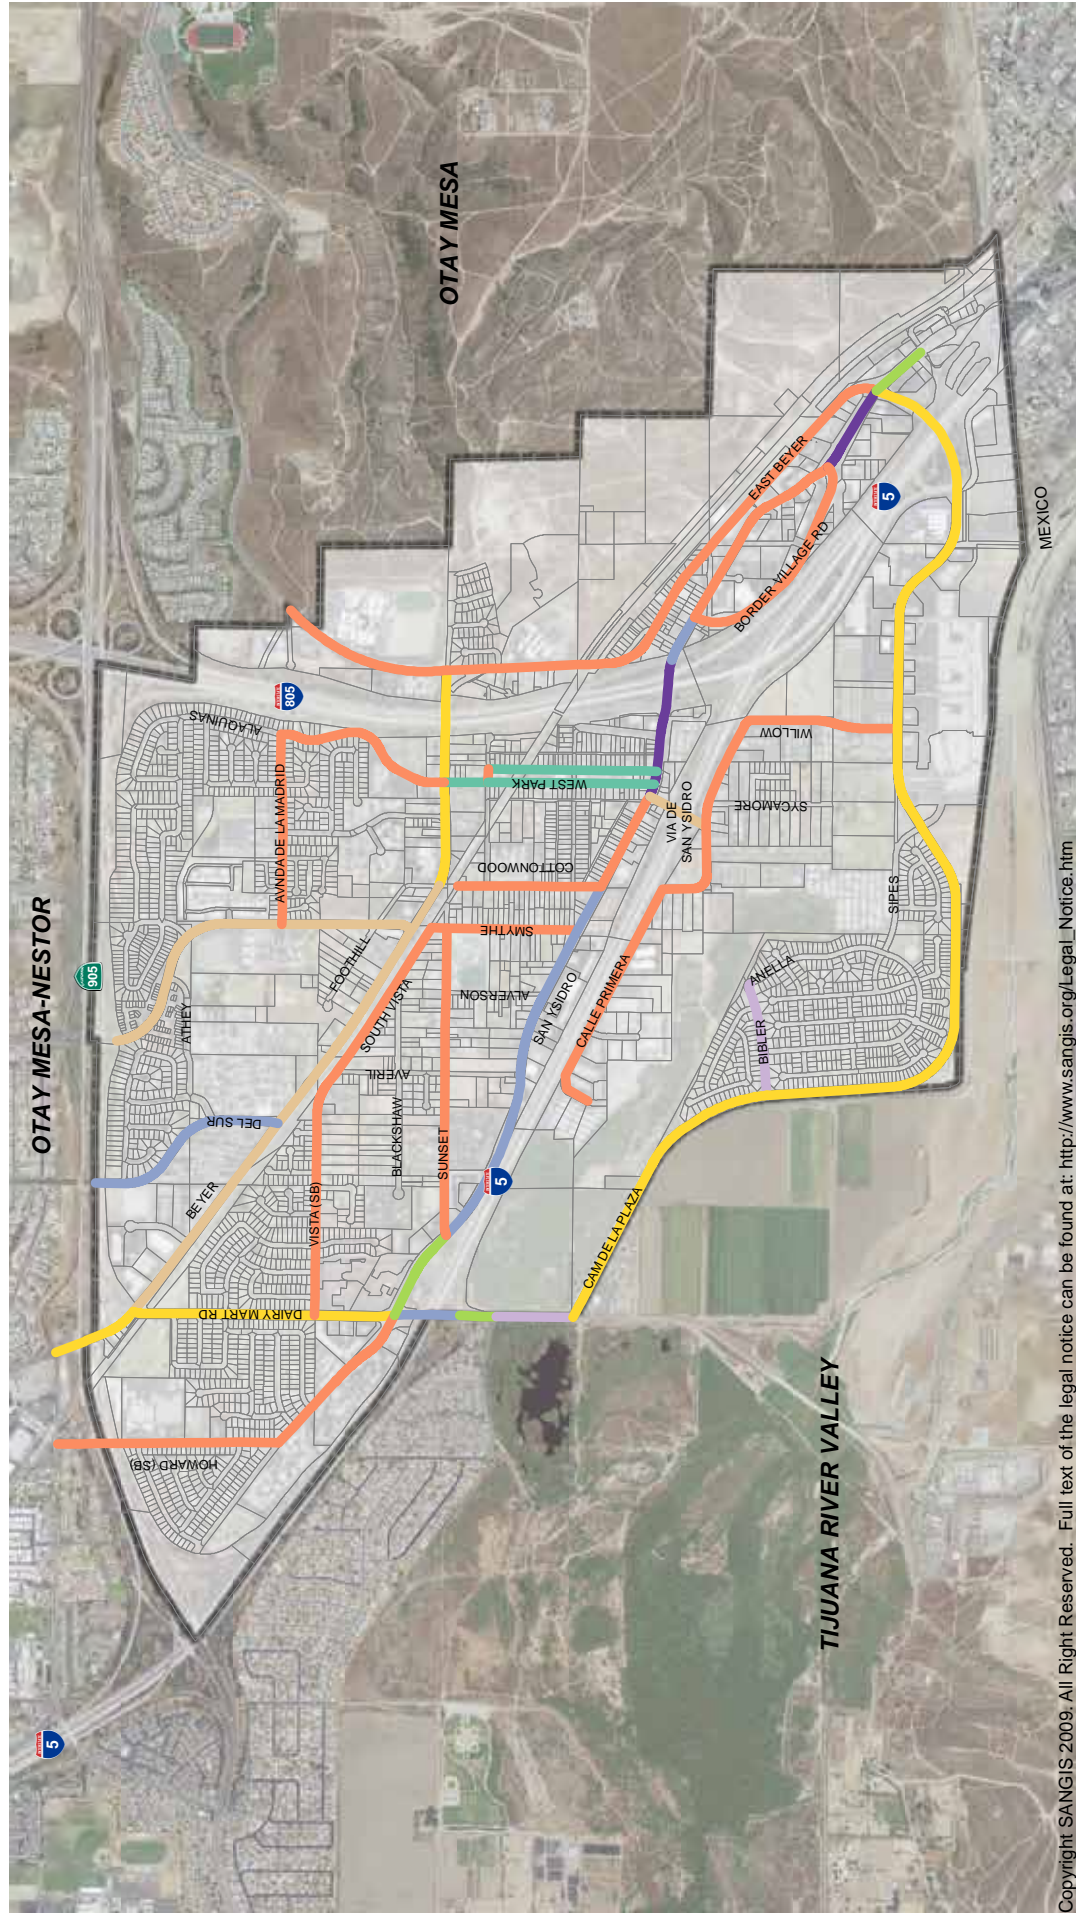 OTAY MESA-NESTOR
OTAY MESA
TIJUANA RIVER VALLEY
MEXICO
5
905
805
5
5
HOWARD (SB)
DAIRY MART RD
BEYER
VISTA (SB)
DEL SUR
ATHEY
BLACKSHAW
AVERIL
SUNSET
SOUTH VISTA
FOOTHILL
ALVERSON
SMYTHE
COTTONWOOD
AVNDA DE LA MADRID
ALAQUINAS
WEST PARK
SAN YSIDRO
CALLE PRIMERA
VIA DE
SAN YSIDRO
SYCAMORE
WILLOW
EAST BEYER
BORDER VILLAGE RD
CAM DE LA PLAZA
BIBLER
ANELLA
SIPES
Copyright SANGIS 2009. All Right Reserved. Full text of the legal notice can be found at: http://www.sangis.org/Legal_Notice.htm